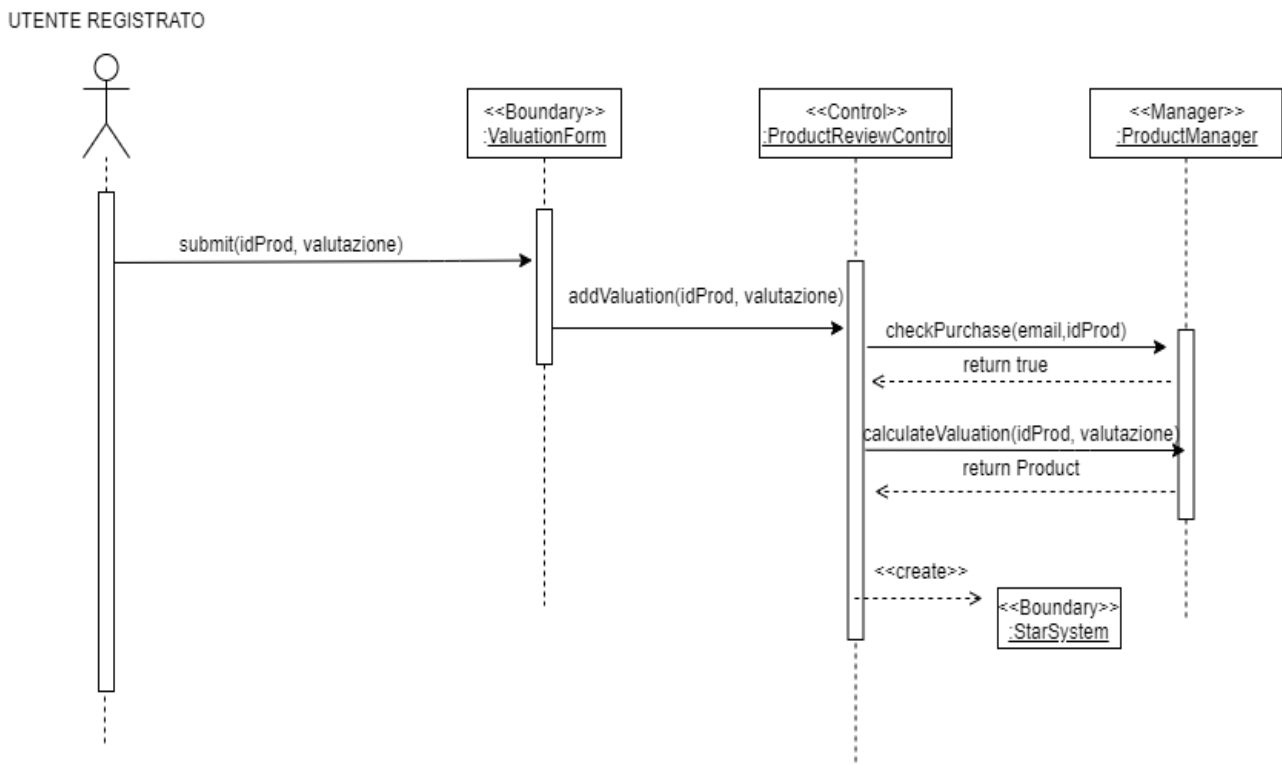 UTENTE REGISTRATO
<<Boundary>>
:ValuationForm
<<Control>>
:ProductReviewControl
<<Manager>>
:ProductManager
submit(idProd, valutazione)
addValuation(idProd, valutazione)
checkPurchase(email,idProd)
return true
calculateValuation(idProd, valutazione)
return Product
<<create>>
<<Boundary>>
:StarSystem